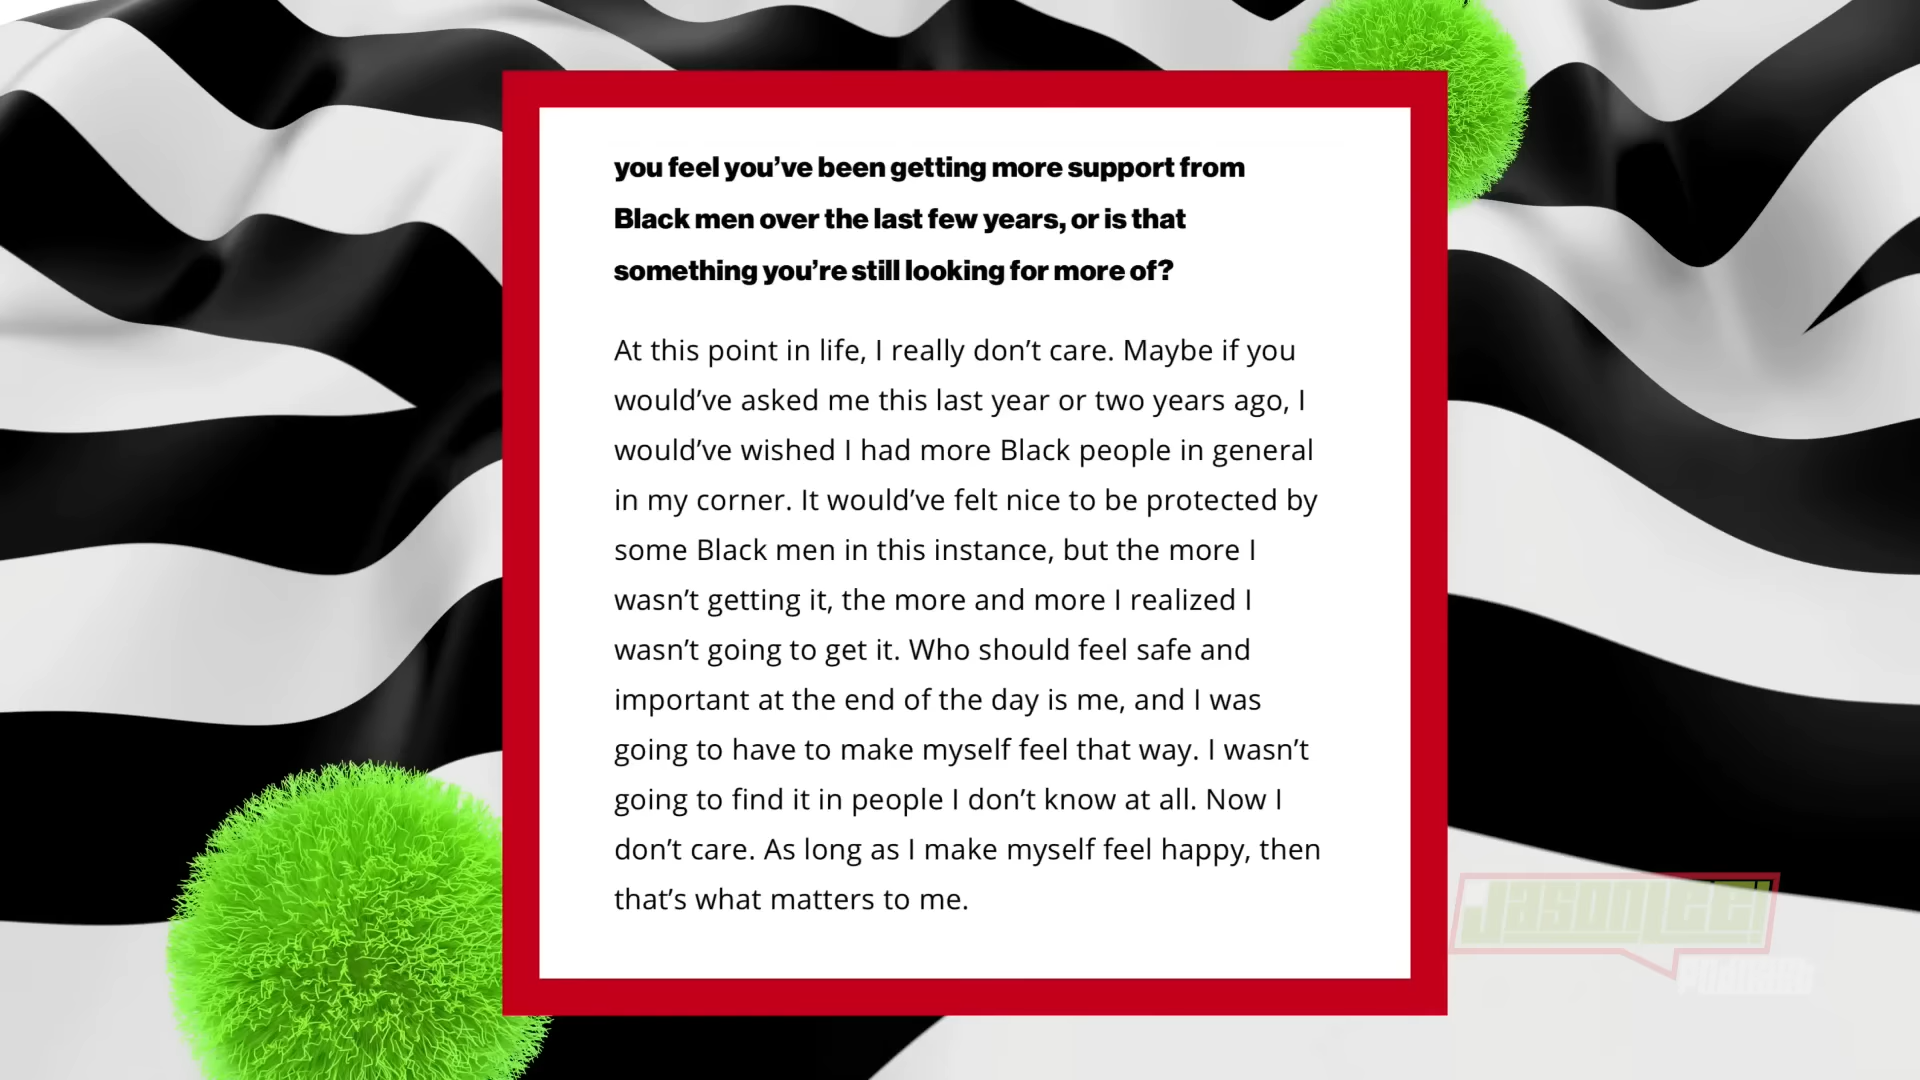 you feel you’ve been getting more support from
Black men over the last few years, or is that
something you’re still looking for more of?
At this point in life, I really don’t care. Maybe if you
would’ve asked me this last year or two years ago, I
would’ve wished I had more Black people in general
in my corner. It would’ve felt nice to be protected by
some Black men in this instance, but the more I
wasn’t getting it, the more and more I realized I
wasn’t going to get it. Who should feel safe and
important at the end of the day is me, and I was
going to have to make myself feel that way. I wasn’t
going to find it in people I don’t know at all. Now I
don’t care. As long as I make myself feel happy, then
that’s what matters to me.
JasonLee!